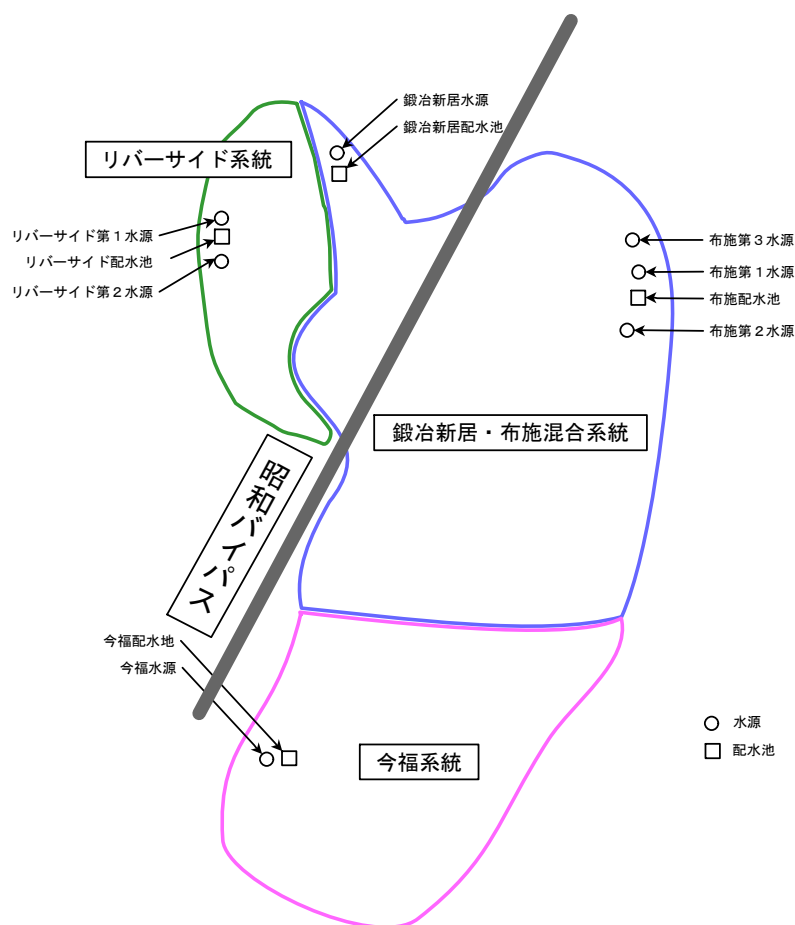 鍛冶新居水源
鍛冶新居配水池
リバーサイド系統
リバーサイド第１水源
リバーサイド配水池
リバーサイド第２水源
布施第３水源
布施第１水源
布施配水池
布施第２水源
鍛冶新居・布施混合系統
昭和バイパス
今福配水地
今福水源
今福系統
水源
配水池